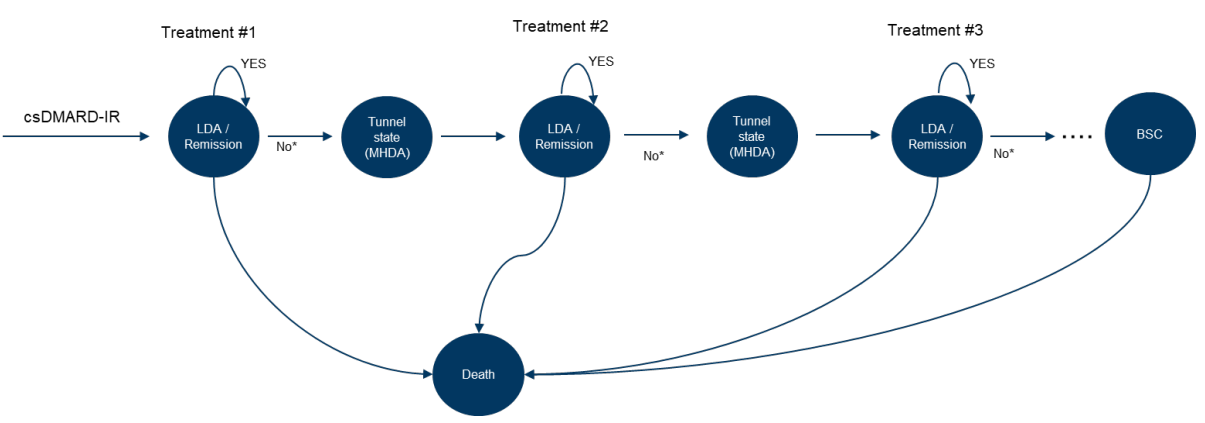 Treatment #1
Treatment #2
Treatment #3
YES
YES
YES
csDMARD-IR
LDA /
Remission
No*
Tunnel
state
(MHDA)
LDA /
Remission
No*
Tunnel
state
(MHDA)
LDA /
Remission
No*
....
BSC
Death